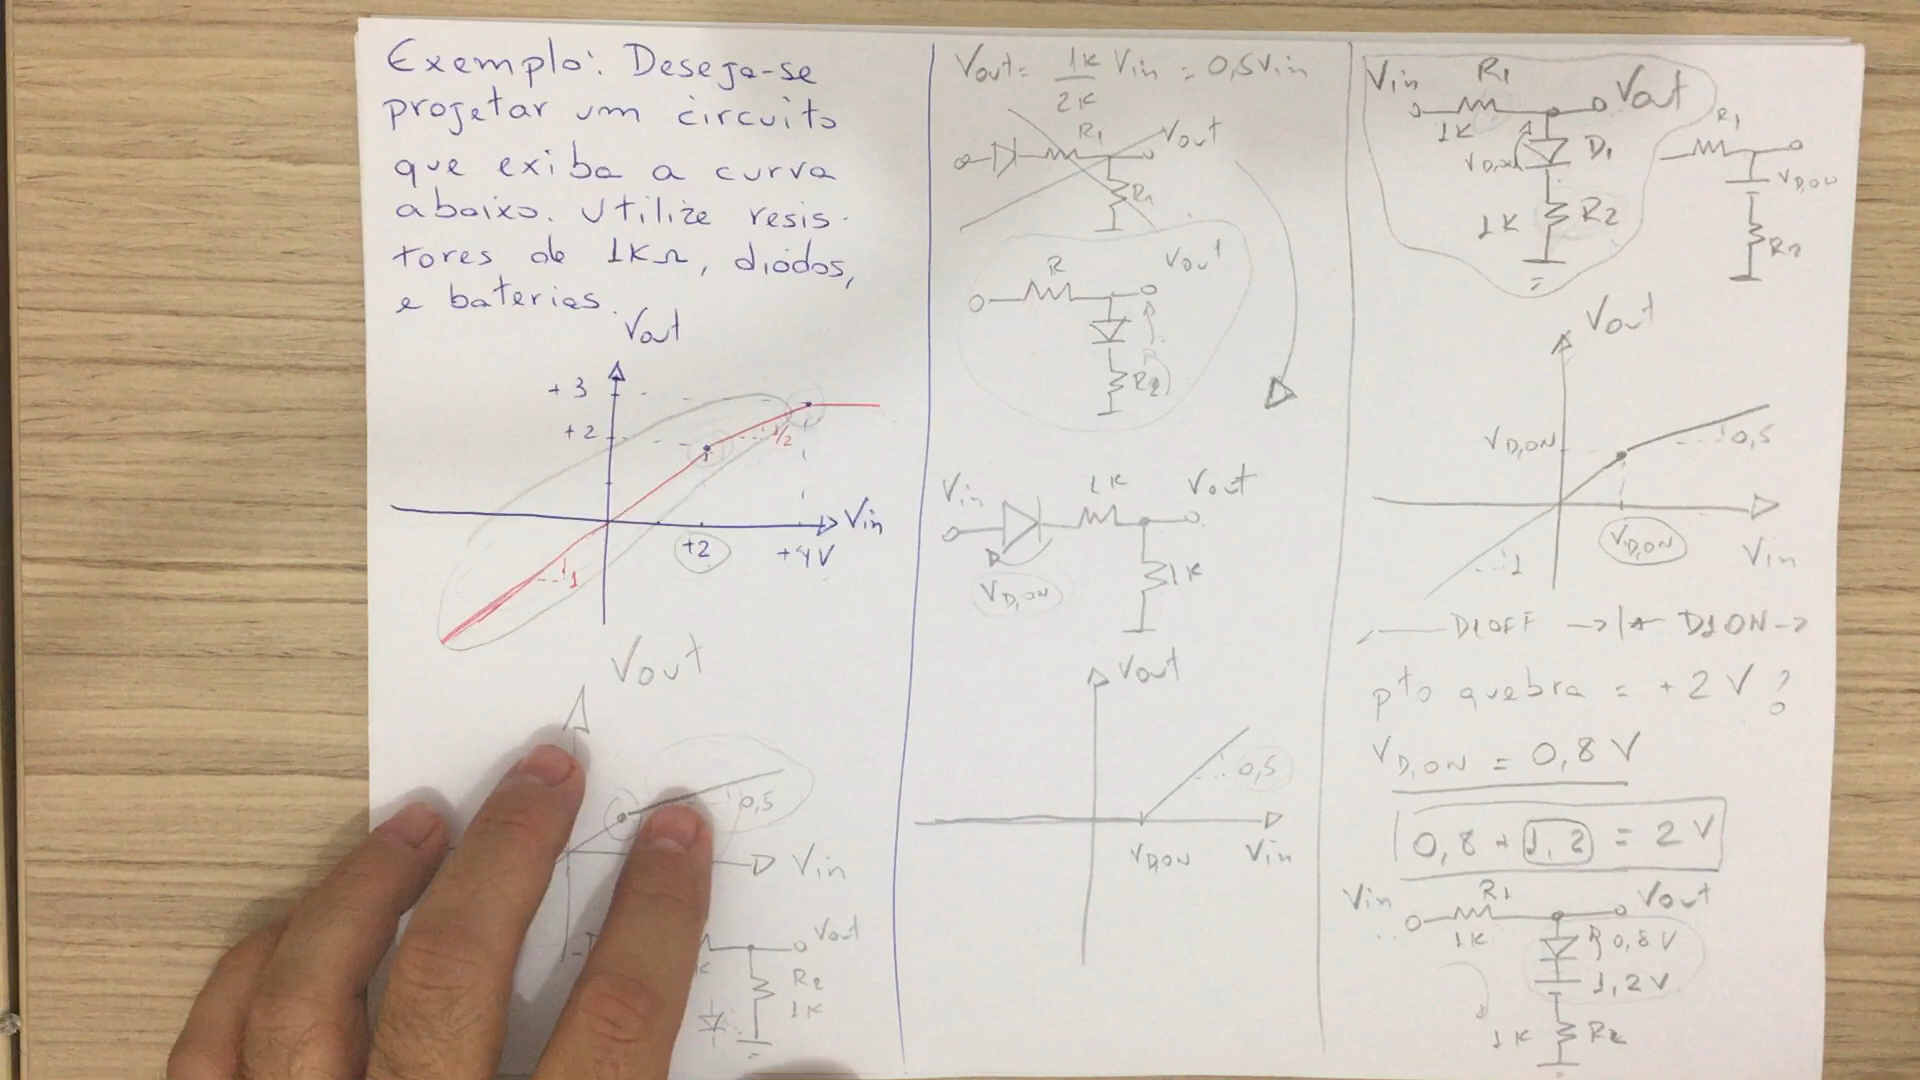 Exemplo: Deseja-se
projetar um circuito
que exiba a curva
abaixo. Utilize resis-
tores de 1KΩ, diodos,
e baterias.
Vout
+3
+2
1/2
Vin
+2
+4V
1
Vout
0,5
Vin
Vout
R2
1K
Vout = 1K/2K Vin = 0,5Vin
R1
Vout
R1
Vout
R
R2
Vin
1K
Vout
VD,ON
1K
Vout
0,5
VD,ON
Vin
Vin
R1
Vout
1K
VD,ON
D1
1K
R2
R1
VD,ON
R2
Vout
VD,ON
0,5
VD,ON
Vin
1
D1 OFF
D1 ON
pto quebra = +2V?
VD,ON = 0,8 V
0,8 + 1,2 = 2 V
Vin
R1
Vout
1K
0,8 V
1,2 V
1K
R2